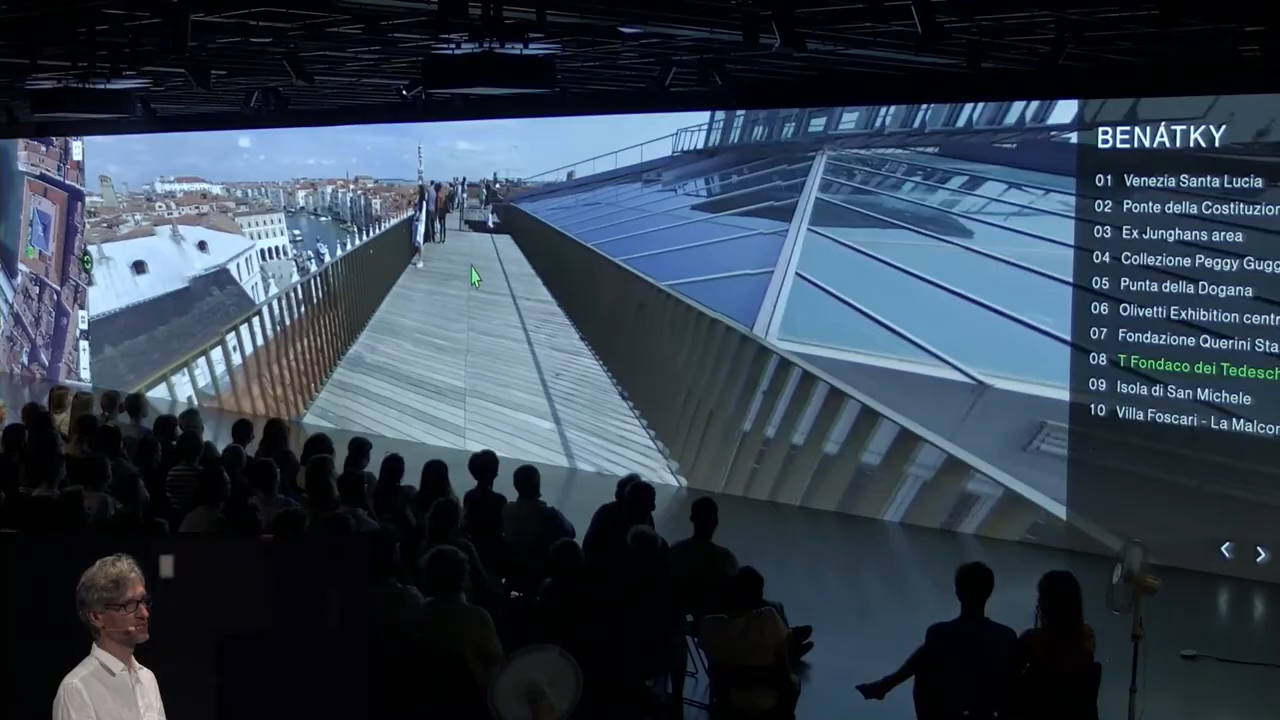 BENÁTKY
01 Venezia Santa Lucia
02 Ponte della Costituzion
03 Ex Junghans area
04 Collezione Peggy Gugg
05 Punta della Dogana
06 Olivetti Exhibition centr
07 Fondazione Querini Sta
08 T Fondaco dei Tedesch
09 Isola di San Michele
10 Villa Foscari - La Malcon